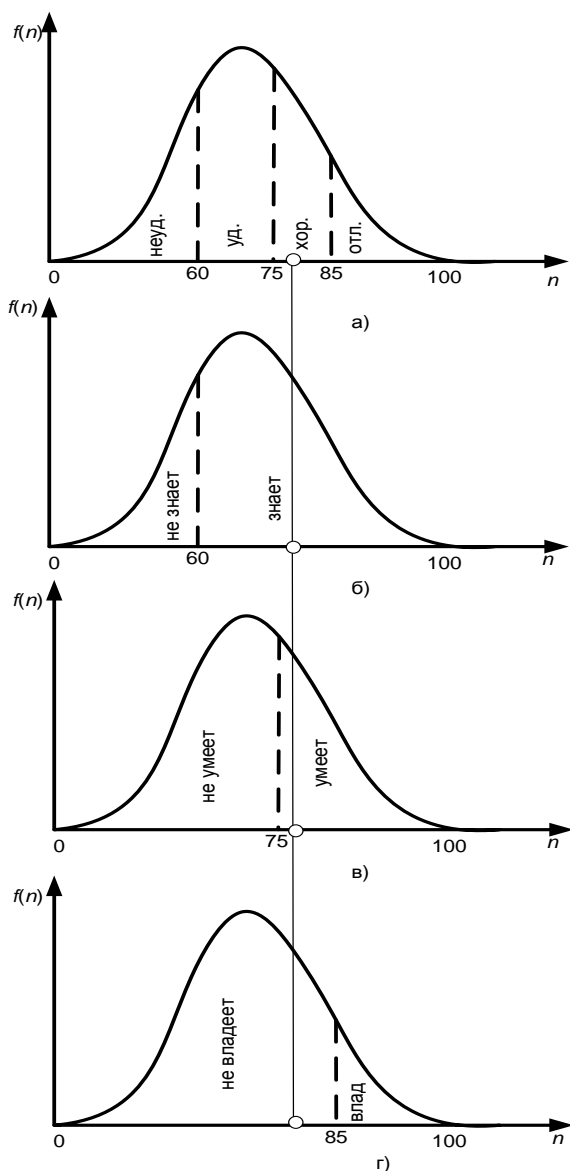 f(n)
неуд.
уд.
хор.
отл.
0
60
75
85
100
n
а)
f(n)
не знает
знает
0
60
100
n
б)
f(n)
не умеет
умеет
0
75
100
n
в)
f(n)
не владеет
влад
0
85
100
n
г)